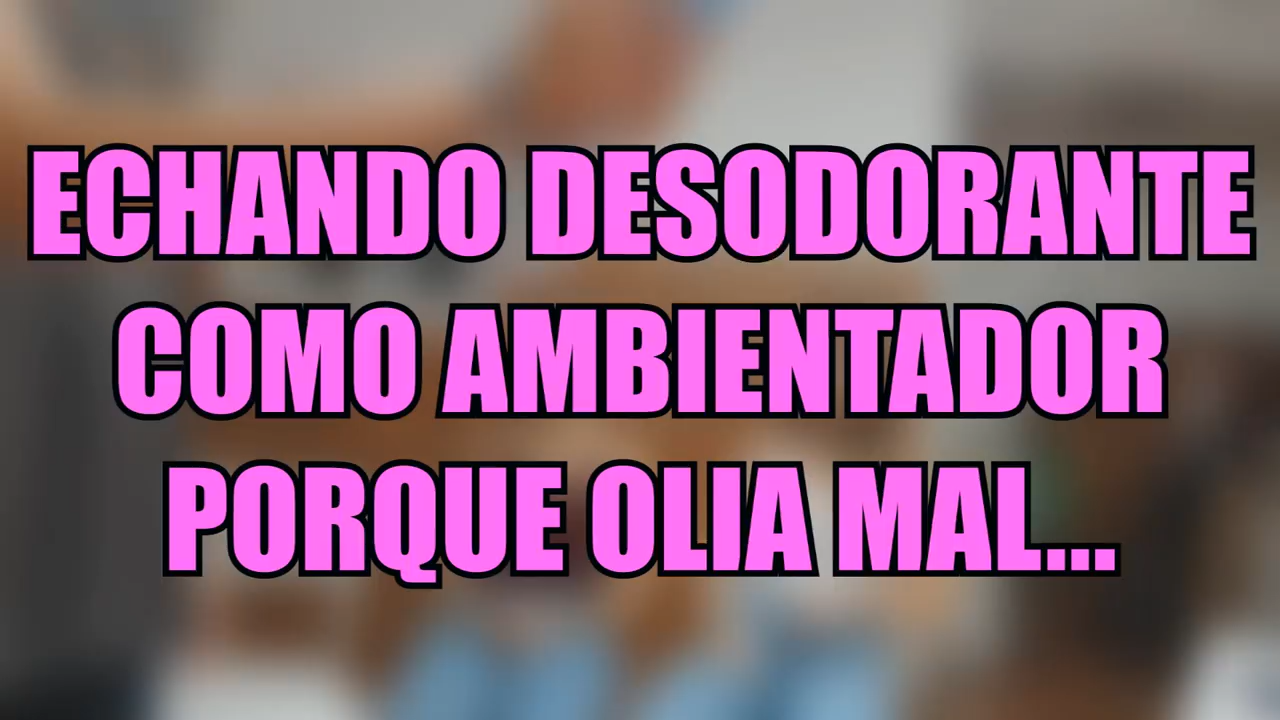 ECHANDO DESODORANTE
COMO AMBIENTADOR
PORQUE OLIA MAL...